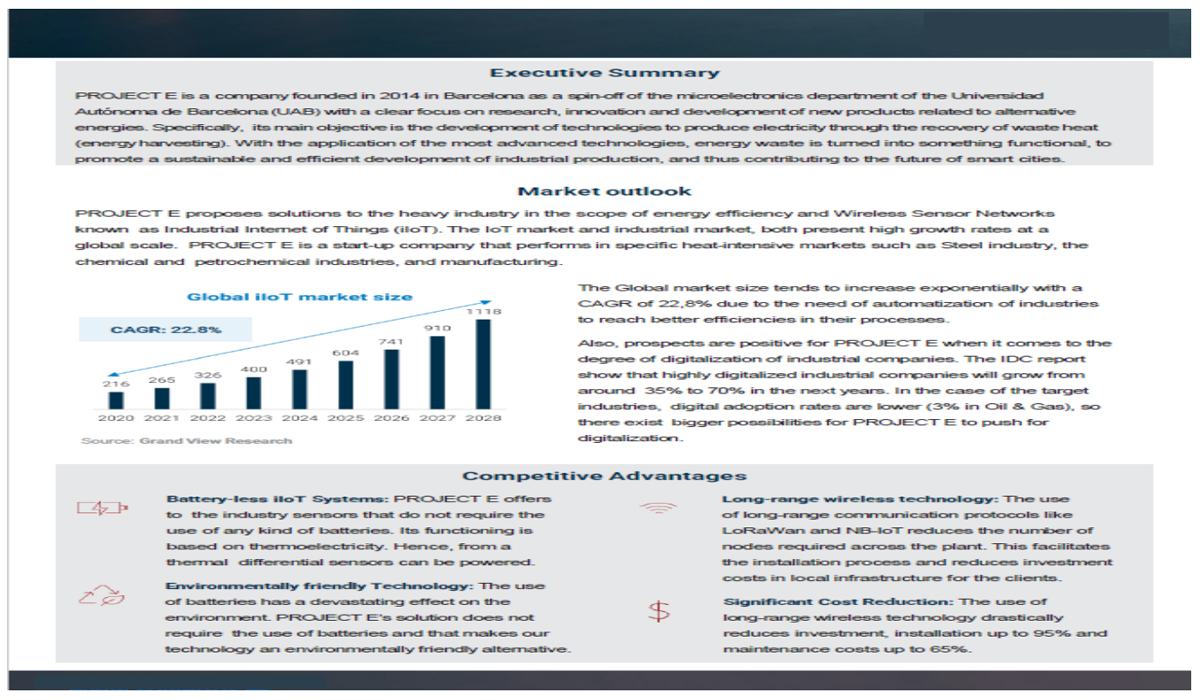 Executive Summary
PROJECT E is a company founded in 2014 in Barcelona as a spin-off of the microelectronics department of the Universidad
Autónoma de Barcelona (UAB) with a clear focus on research, innovation and development of new products related to alternative
energies. Specifically, its main objective is the development of technologies to produce electricity through the recovery of waste heat
(energy harvesting). With the application of the most advanced technologies, energy waste is turned into something functional, to
promote a sustainable and efficient development of industrial production, and thus contributing to the future of smart cities.
Market outlook
PROJECT E proposes solutions to the heavy industry in the scope of energy efficiency and Wireless Sensor Networks
known as Industrial Internet of Things (iIoT). The IoT market and industrial market, both present high growth rates at a
global scale. PROJECT E is a start-up company that performs in specific heat-intensive markets such as Steel industry, the
chemical and petrochemical industries, and manufacturing.
Global iIoT market size
CAGR: 22.8%
216 265 326 400 491 604 741 910 1118
2020 2021 2022 2023 2024 2025 2026 2027 2028
Source: Grand View Research
The Global market size tends to increase exponentially with a
CAGR of 22,8% due to the need of automatization of industries
to reach better efficiencies in their processes.
Also, prospects are positive for PROJECT E when it comes to the
degree of digitalization of industrial companies. The IDC report
show that highly digitalized industrial companies will grow from
around 35% to 70% in the next years. In the case of the target
industries, digital adoption rates are lower (3% in Oil & Gas), so
there exist bigger possibilities for PROJECT E to push for
digitalization.
Competitive Advantages
Battery-less iIoT Systems: PROJECT E offers
to the industry sensors that do not require the
use of any kind of batteries. Its functioning is
based on thermoelectricity. Hence, from a
thermal differential sensors can be powered.
Environmentally friendly Technology: The use
of batteries has a devastating effect on the
environment. PROJECT E's solution does not
require the use of batteries and that makes our
technology an environmentally friendly alternative.
Long-range wireless technology: The use
of long-range communication protocols like
LoRaWan and NB-IoT reduces the number of
nodes required across the plant. This facilitates
the installation process and reduces investment
costs in local infrastructure for the clients.
$
Significant Cost Reduction: The use of
long-range wireless technology drastically
reduces investment, installation up to 95% and
maintenance costs up to 65%.